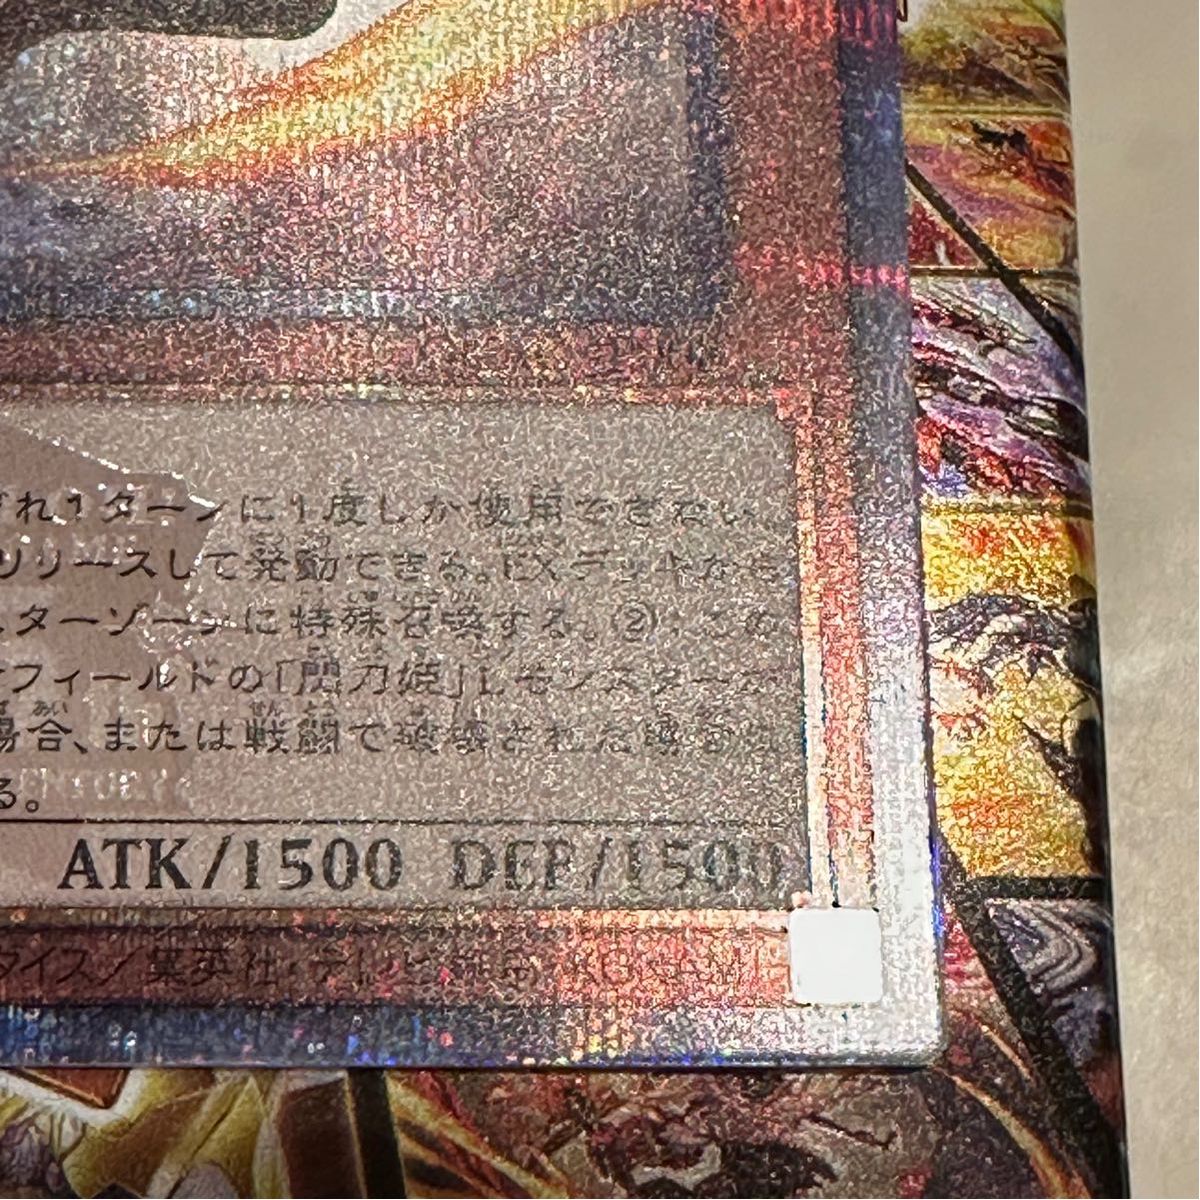 ぞれ1ターンに1度しか使用できない。
リリースして発動できる。EXデッキから
スターゾーンに特殊召喚する。②:この
フィールドの「閃刀姫」Lモンスターが
場合、または戦闘で破壊された場合に
る。
ATK/1500 DEF/1500
タイス/集英社・テレビ東京・KONAMI